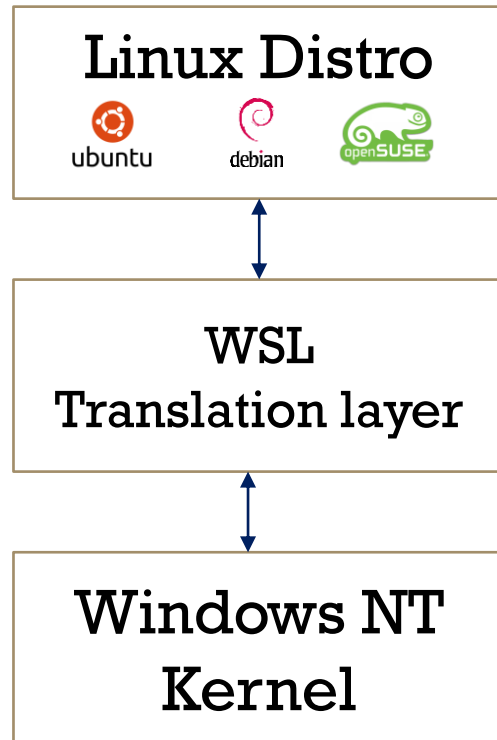 Linux Distro
ubuntu
debian
openSUSE
WSL
Translation layer
Windows NT
Kernel